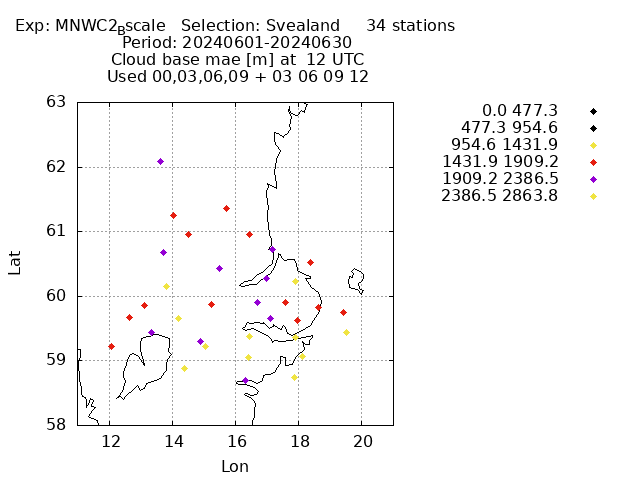 Exp: MNWC2BScale Selection: Svealand 34 stations
Period: 20240601-20240630
Cloud base mae [m] at 12 UTC
Used 00,03,06,09 + 03 06 09 12
0.0 477.3
477.3 954.6
954.6 1431.9
1431.9 1909.2
1909.2 2386.5
2386.5 2863.8
63
62
61
60
59
58
Lat
12 14 16 18 20
Lon